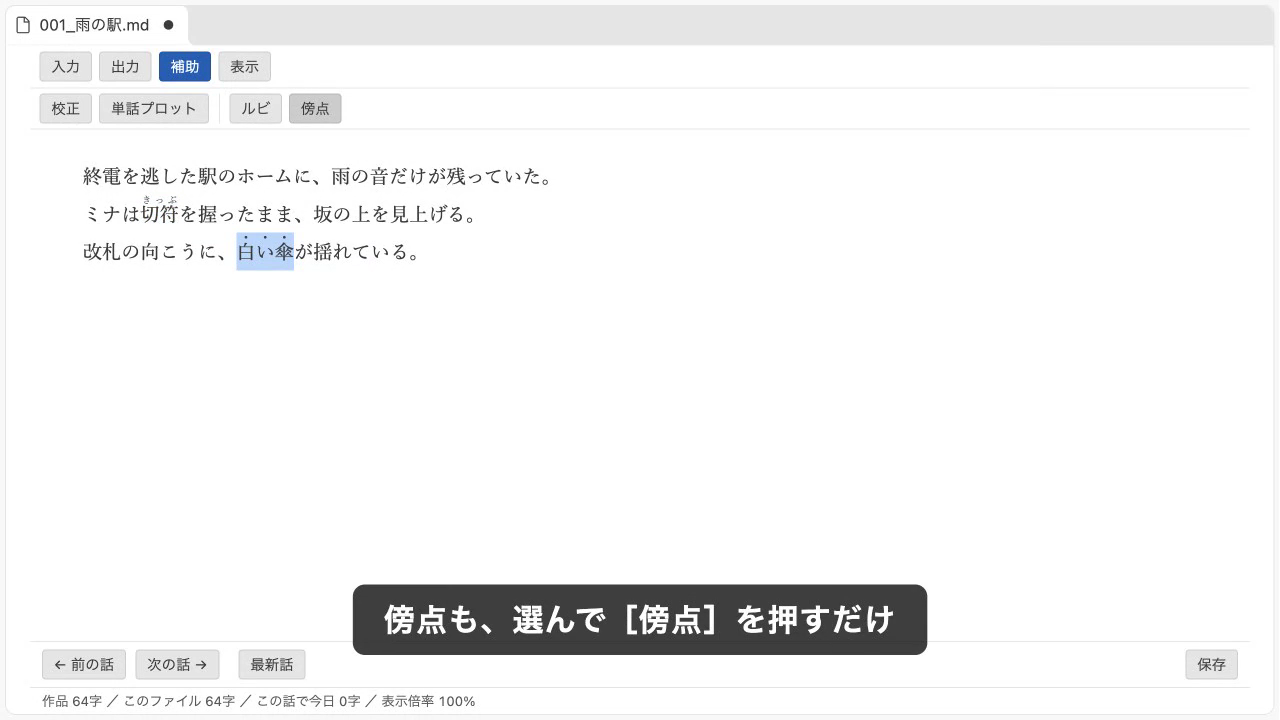 001_雨の駅.md ●
入力 出力 補助 表示
校正 単話プロット ルビ 傍点
終電を逃した駅のホームに、雨の音だけが残っていた。
きっぷ
ミナは切符を握ったまま、坂の上を見上げる。
改札の向こうに、白い傘が揺れている。
傍点も、選んで［傍点］を押すだけ
← 前の話 次の話 → 最新話 保存
作品 64字 ／ このファイル 64字 ／ この話で今日 0字 ／ 表示倍率 100%